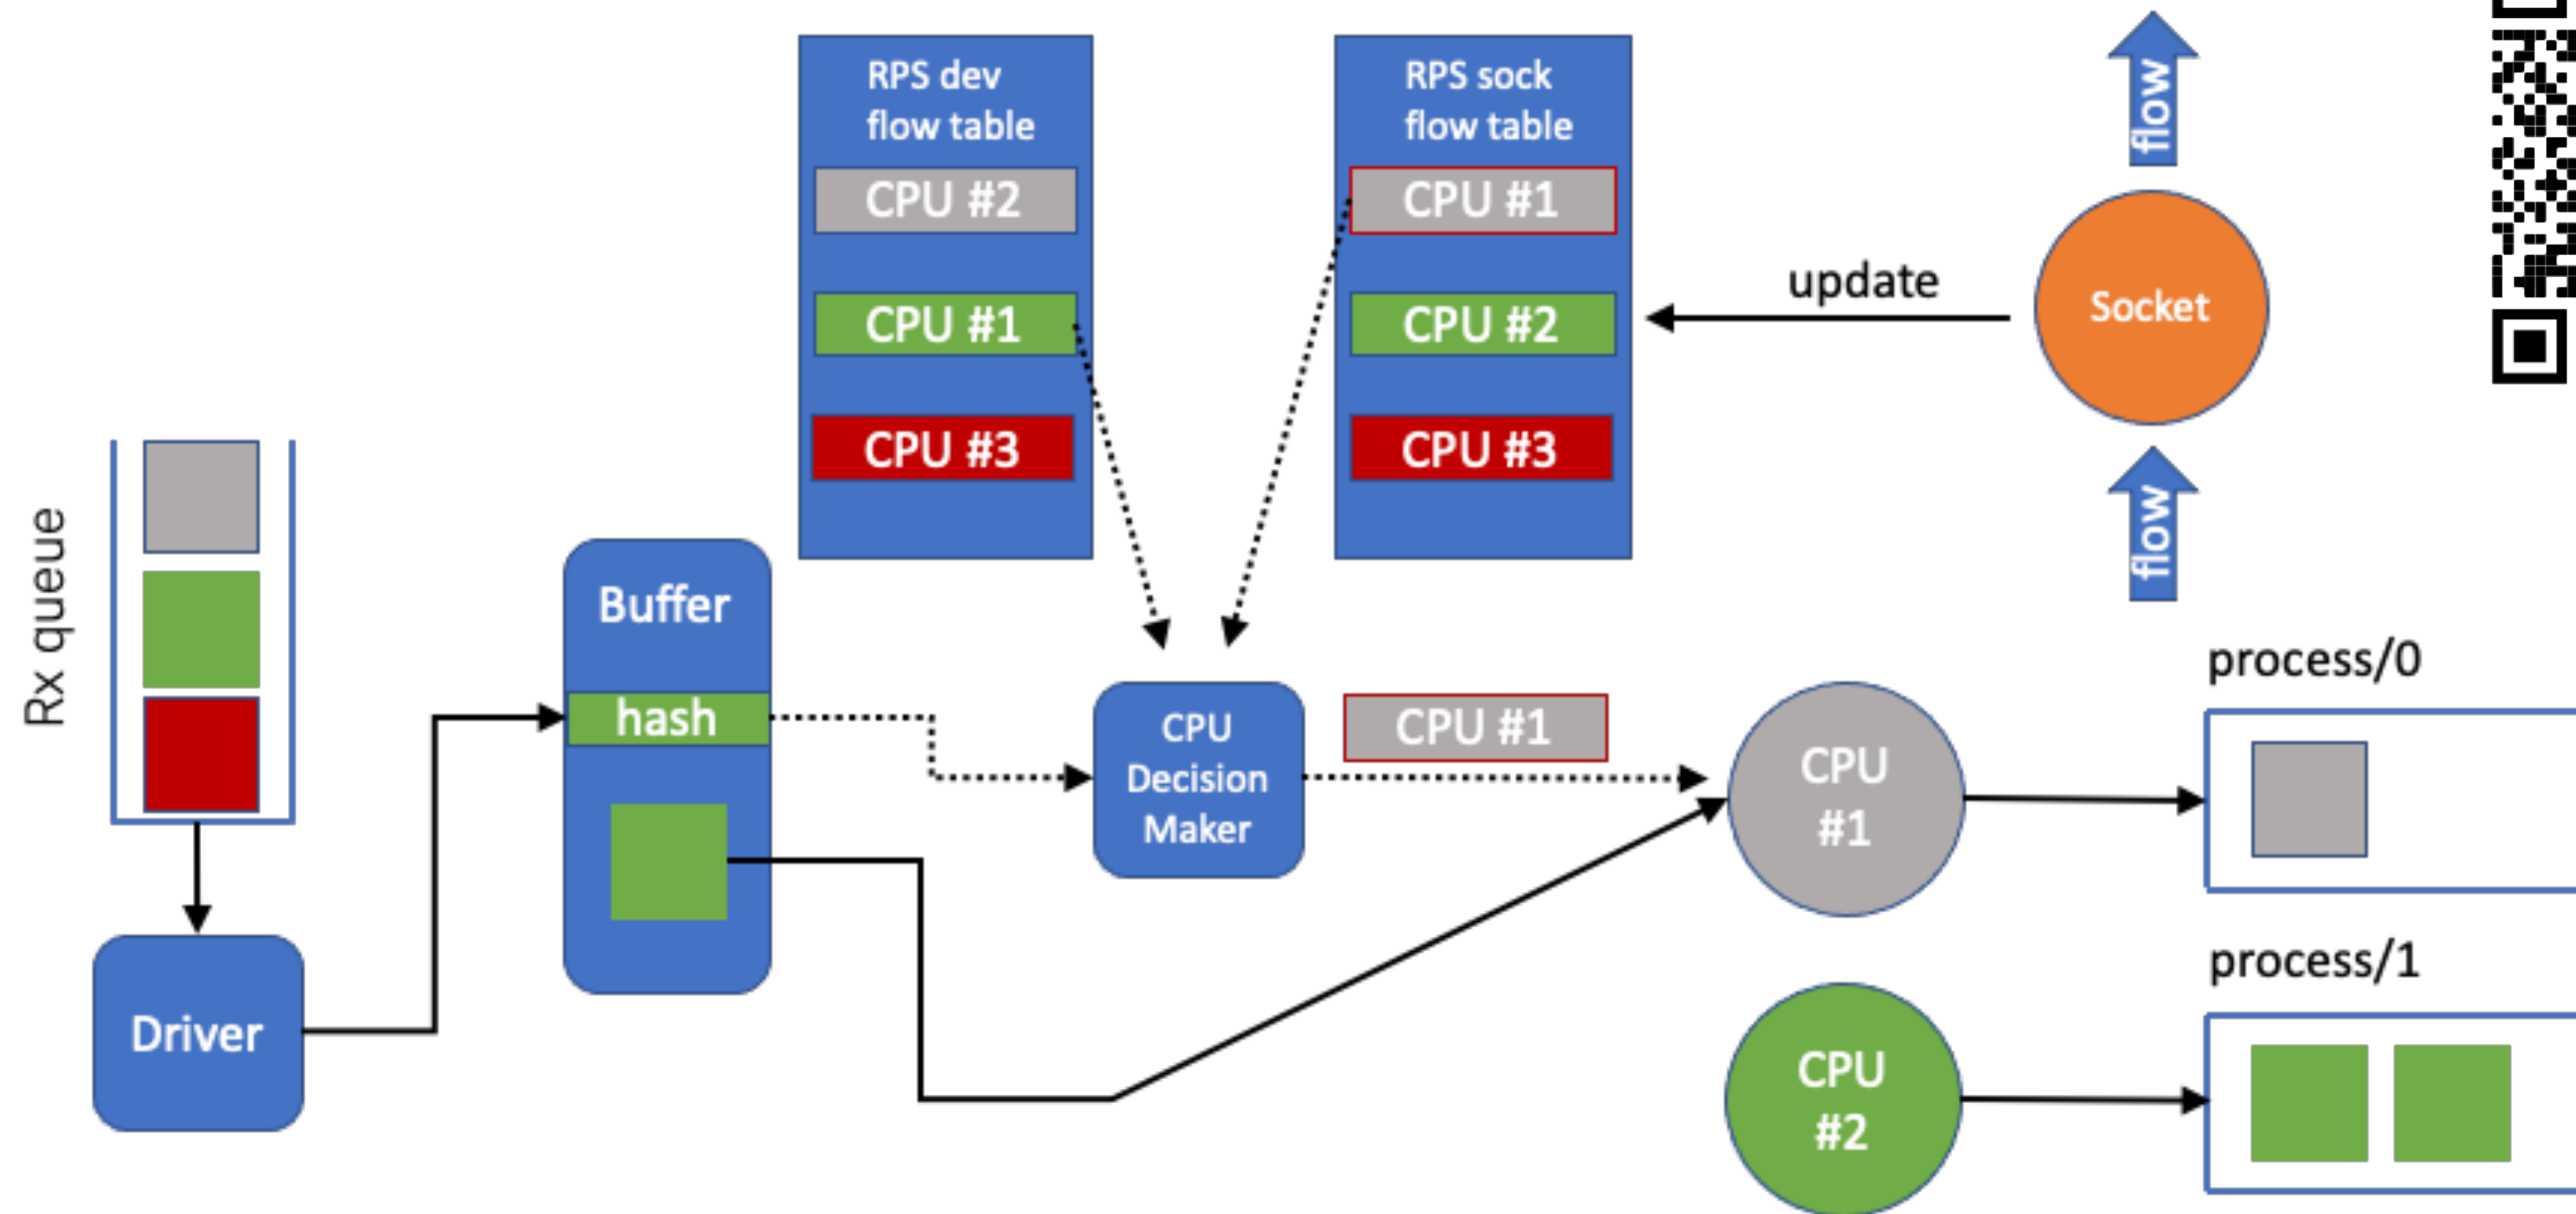 RPS dev
flow table
CPU #2
CPU #1
CPU #3
RPS sock
flow table
CPU #1
CPU #2
CPU #3
flow
Socket
update
flow
Rx queue
Buffer
hash
CPU
Decision
Maker
CPU #1
CPU
#1
process/0
Driver
CPU
#2
process/1